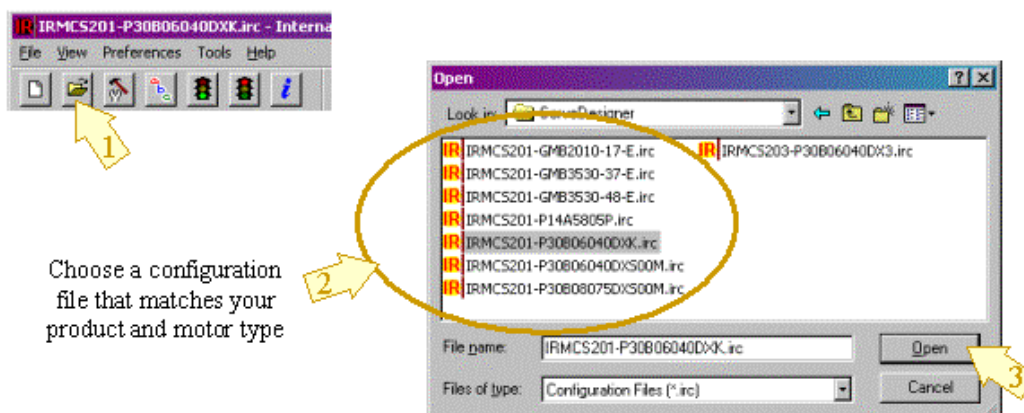 IRMCS201-P30B06040DXK.irc - Interna
File View Preferences Tools Help
1
Open
Look in: ServoDesigner
IRMCS201-GMB2010-17-E.irc
IRMCS201-GMB3530-37-E.irc
IRMCS201-GMB3530-48-E.irc
IRMCS201-P14A5805P.irc
IRMCS201-P30B06040DXK.irc
IRMCS201-P30B06040DXS00M.irc
IRMCS201-P30B08075DXS00M.irc
IRMCS203-P30B06040DX3.irc
2
Choose a configuration
file that matches your
product and motor type
File name: IRMCS201-P30B06040DXK.irc
Open
3
Files of type: Configuration Files (*.irc)
Cancel